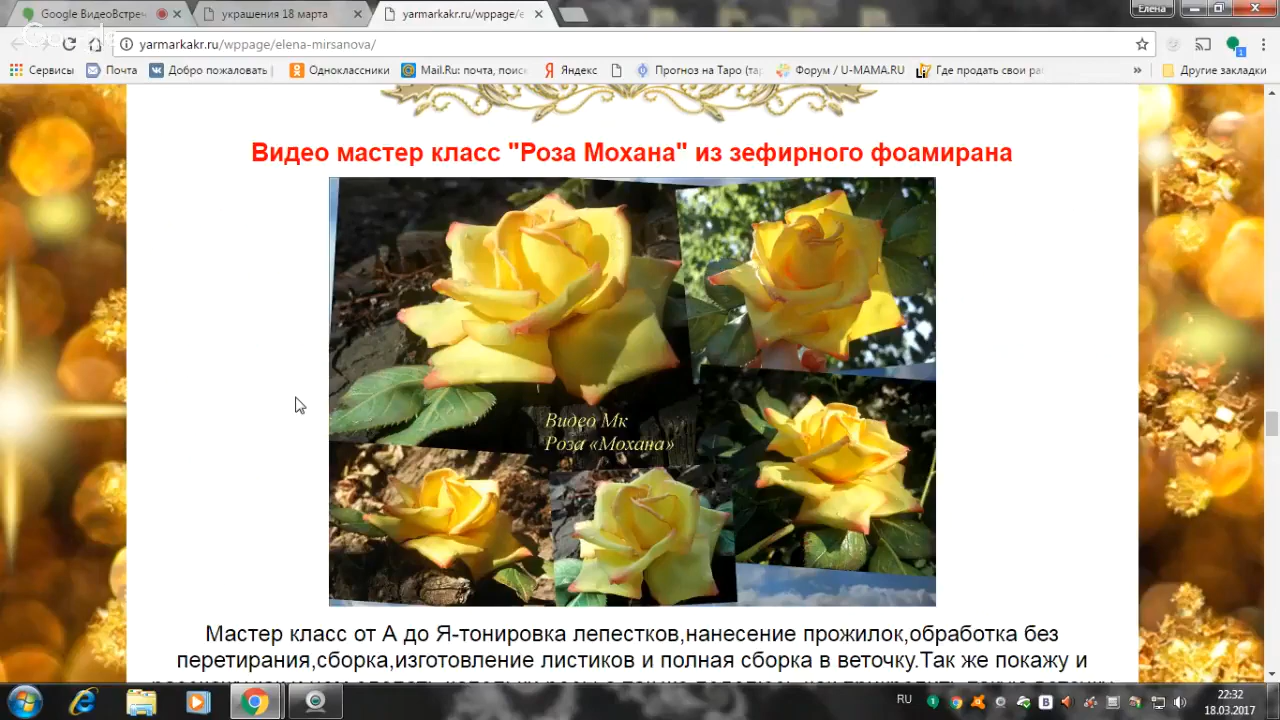 Google ВидеоВстреч
украшения 18 марта
yarmarkakr.ru/wppage/e
Елена
yarmarkakr.ru/wppage/elena-mirsanova/
Сервисы
Почта
Добро пожаловать
Одноклассники
Mail.Ru: почта, поис
Яндекс
Прогноз на Таро (та
Форум / U-MAMA.RU
Где продать свои ра
»
Другие закладки
Видео мастер класс "Роза Мохана" из зефирного фоамирана
Видео Мк
Роза «Мохана»
Мастер класс от А до Я-тонировка лепестков,нанесение прожилок,обработка без
перетирания,сборка,изготовление листиков и полная сборка в веточку.Так же покажу и
RU
22:32
18.03.2017